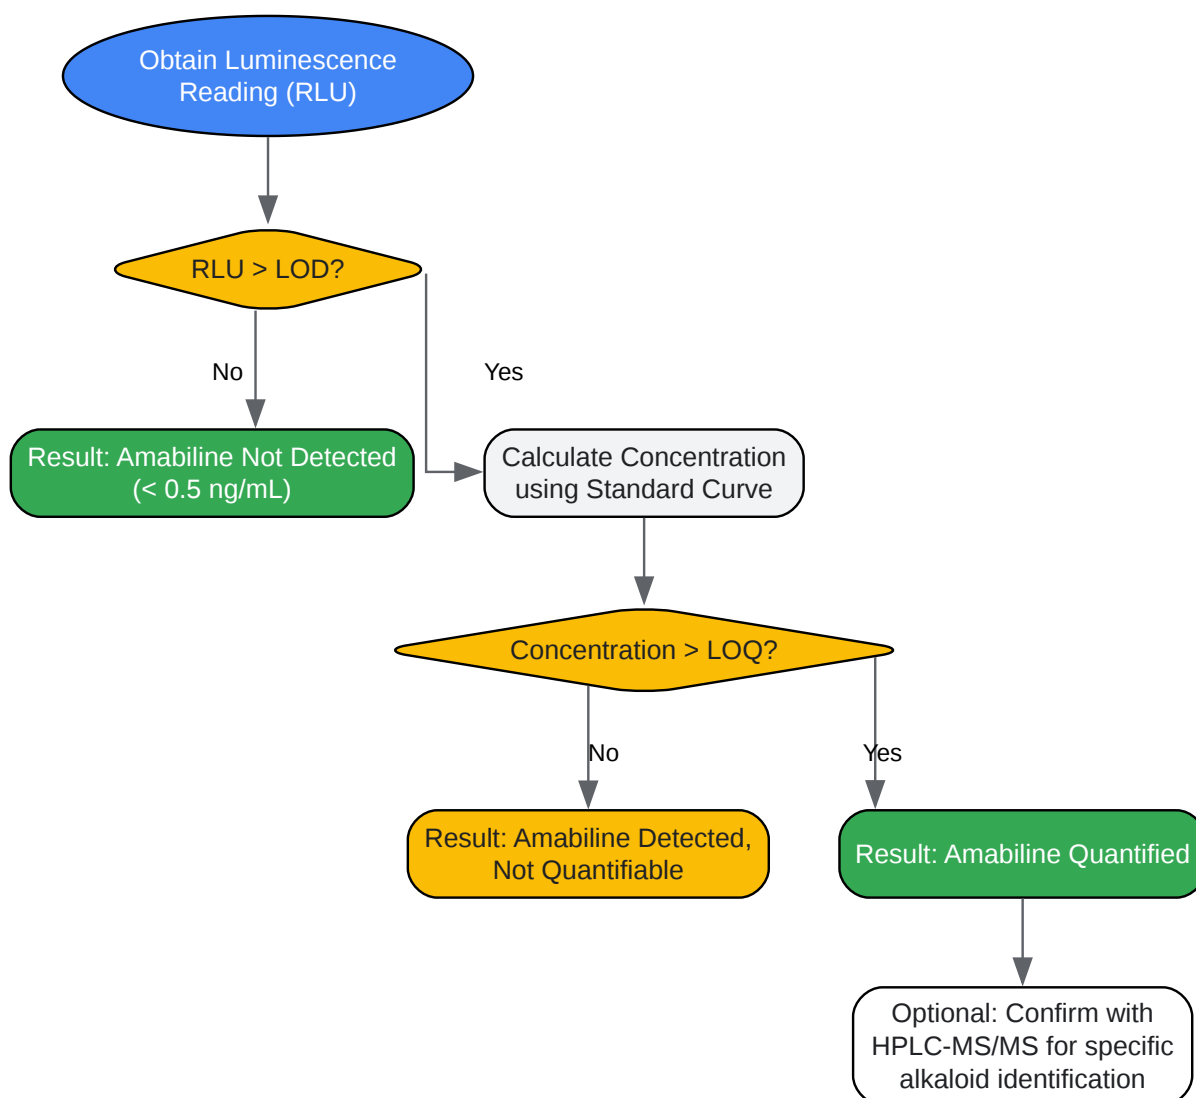 Obtain Luminescence
Reading (RLU)
RLU > LOD?
No
Yes
Result: Amabiline Not Detected
(< 0.5 ng/mL)
Calculate Concentration
using Standard Curve
Concentration > LOQ?
No
Yes
Result: Amabiline Detected,
Not Quantifiable
Result: Amabiline Quantified
Optional: Confirm with
HPLC-MS/MS for specific
alkaloid identification